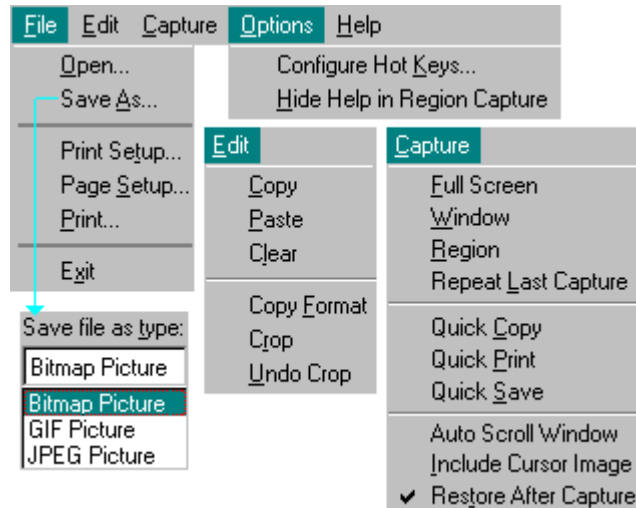 File Edit Capture Options Help
Open...
Save As...
Print Setup...
Page Setup...
Print...
Exit
Configure Hot Keys...
Hide Help in Region Capture
Edit
Copy
Paste
Clear
Copy Format
Crop
Undo Crop
Capture
Full Screen
Window
Region
Repeat Last Capture
Quick Copy
Quick Print
Quick Save
Auto Scroll Window
Include Cursor Image
✓ Restore After Capture
Save file as type:
Bitmap Picture
Bitmap Picture
GIF Picture
JPEG Picture